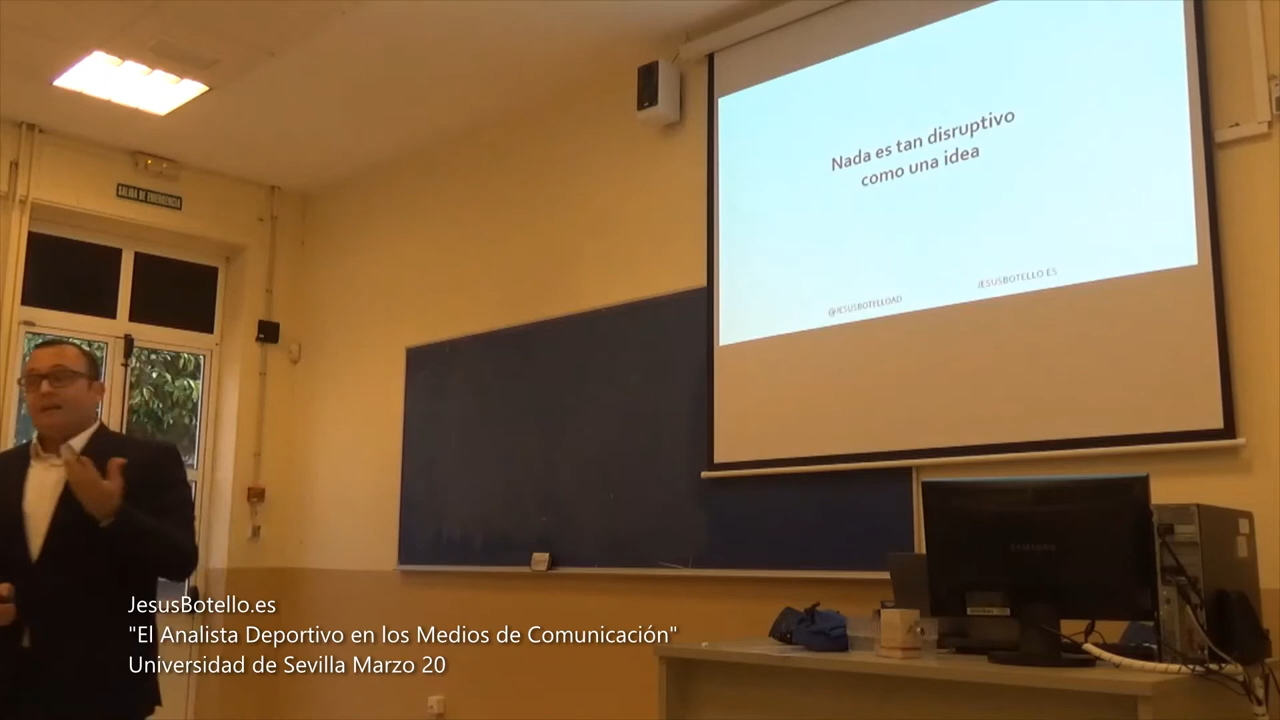 SALIDA DE EMERGENCIA
Nada es tan disruptivo
como una idea
@JESUSBOTELLOAD
JESUSBOTELLO.ES
SAMSUNG
JesusBotello.es
"El Analista Deportivo en los Medios de Comunicación"
Universidad de Sevilla Marzo 20